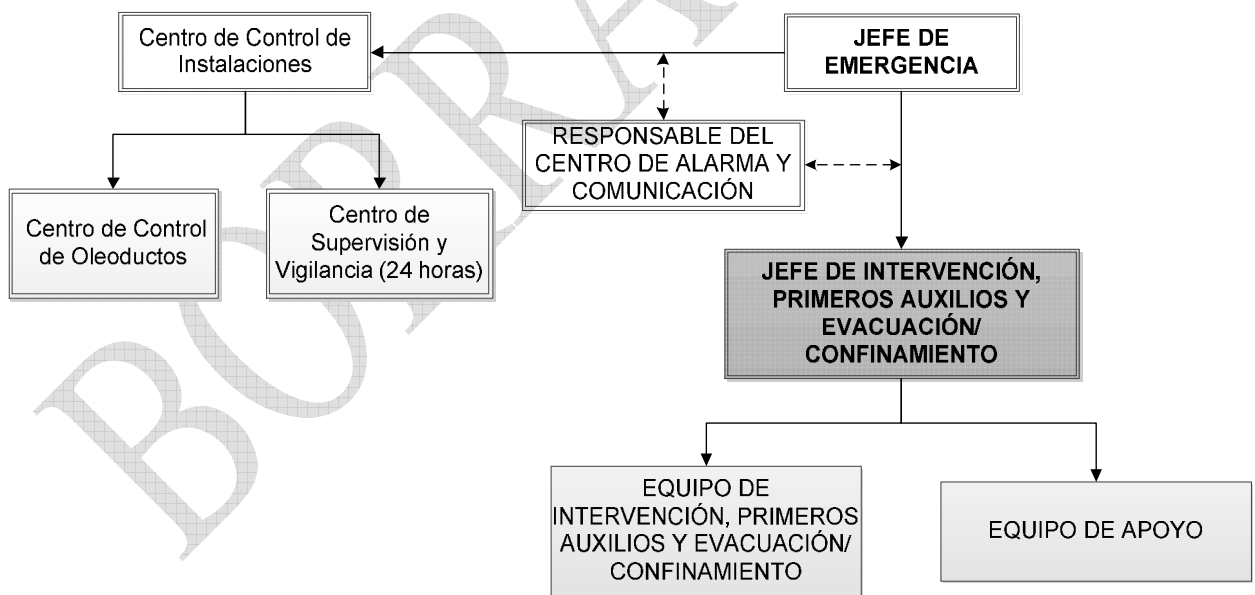 Centro de Control de
Instalaciones
JEFE DE
EMERGENCIA
RESPONSABLE DEL
CENTRO DE ALARMA Y
COMUNICACIÓN
Centro de Control
de Oleoductos
Centro de
Supervisión y
Vigilancia (24 horas)
JEFE DE INTERVENCIÓN,
PRIMEROS AUXILIOS Y
EVACUACIÓN/
CONFINAMIENTO
EQUIPO DE
INTERVENCIÓN, PRIMEROS
AUXILIOS Y EVACUACIÓN/
CONFINAMIENTO
EQUIPO DE APOYO
BORRA